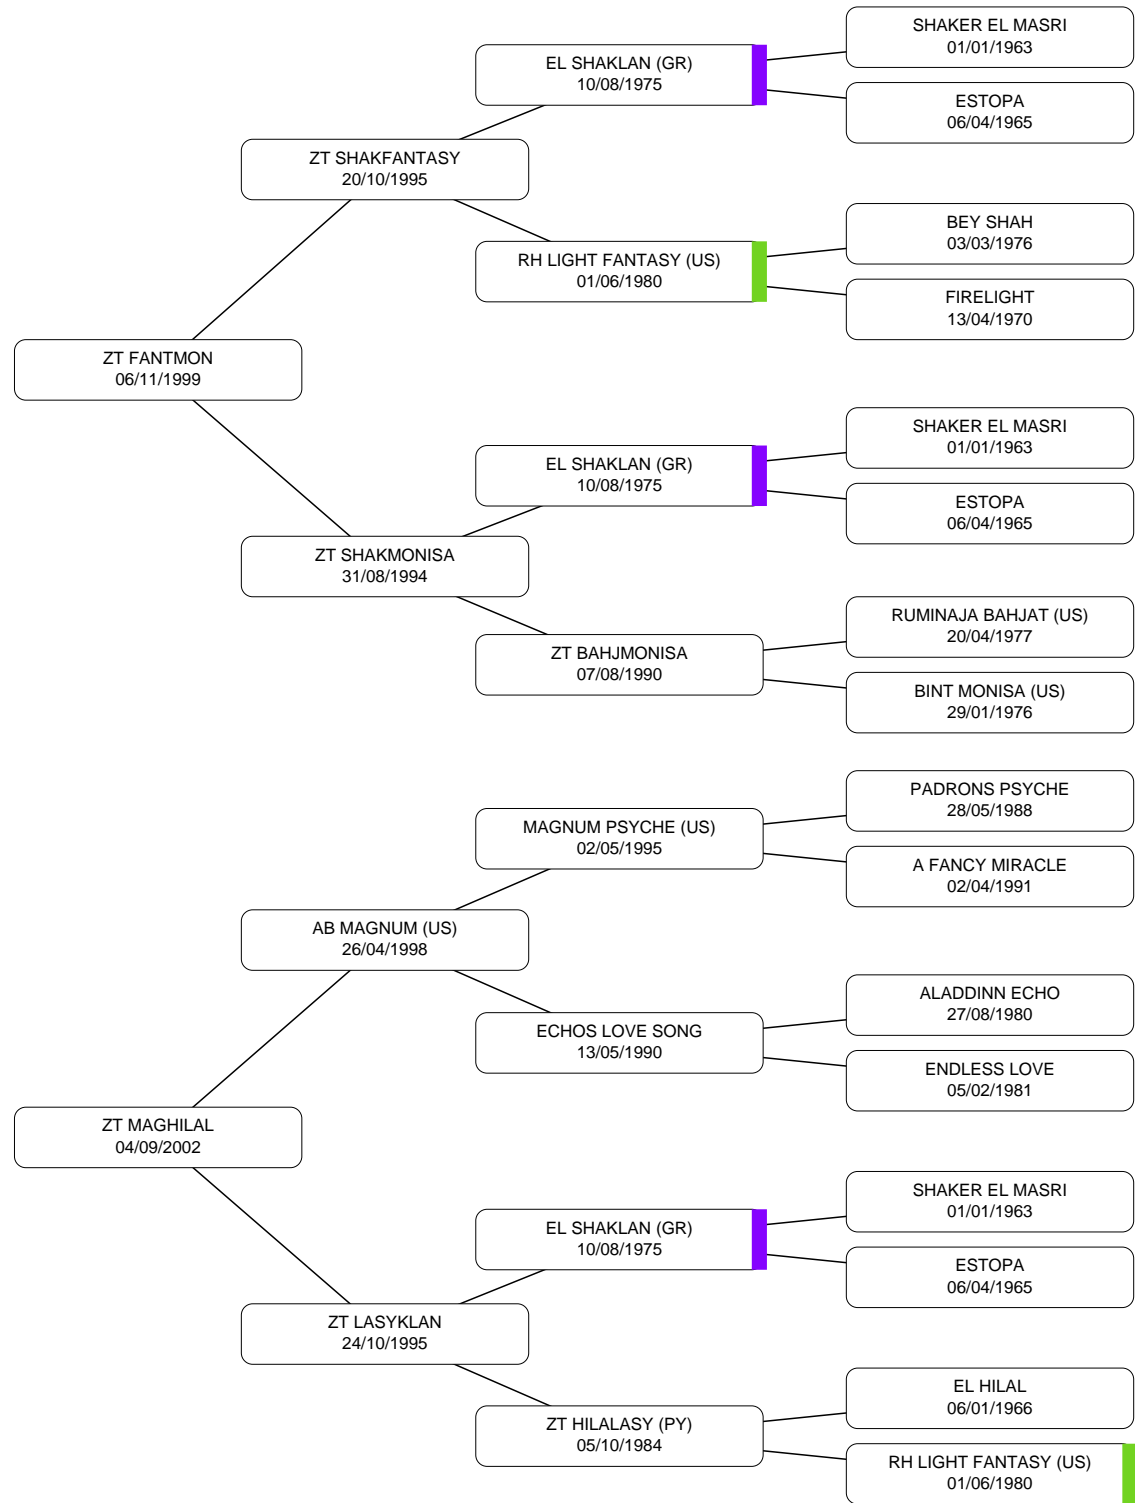 SHAKER EL MASRI
01/01/1963
EL SHAKLAN (GR)
10/08/1975
ESTOPA
06/04/1965
ZT SHAKFANTASY
20/10/1995
BEY SHAH
03/03/1976
RH LIGHT FANTASY (US)
01/06/1980
FIRELIGHT
13/04/1970
ZT FANTMON
06/11/1999
SHAKER EL MASRI
01/01/1963
EL SHAKLAN (GR)
10/08/1975
ESTOPA
06/04/1965
ZT SHAKMONISA
31/08/1994
RUMINAJA BAHJAT (US)
20/04/1977
ZT BAHJMONISA
07/08/1990
BINT MONISA (US)
29/01/1976
PADRONS PSYCHE
28/05/1988
MAGNUM PSYCHE (US)
02/05/1995
A FANCY MIRACLE
02/04/1991
AB MAGNUM (US)
26/04/1998
ALADDINN ECHO
27/08/1980
ECHOS LOVE SONG
13/05/1990
ENDLESS LOVE
05/02/1981
ZT MAGHILAL
04/09/2002
SHAKER EL MASRI
01/01/1963
EL SHAKLAN (GR)
10/08/1975
ESTOPA
06/04/1965
ZT LASYKLAN
24/10/1995
EL HILAL
06/01/1966
ZT HILALASY (PY)
05/10/1984
RH LIGHT FANTASY (US)
01/06/1980